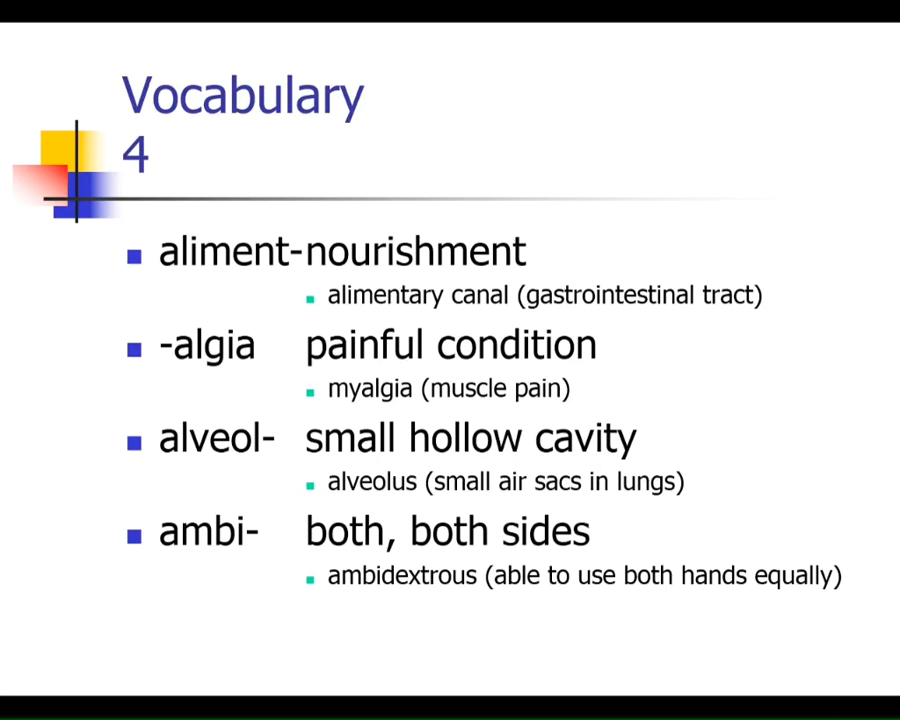 Vocabulary
4
aliment-nourishment
alimentary canal (gastrointestinal tract)
-algia painful condition
myalgia (muscle pain)
alveol- small hollow cavity
alveolus (small air sacs in lungs)
ambi- both, both sides
ambidextrous (able to use both hands equally)